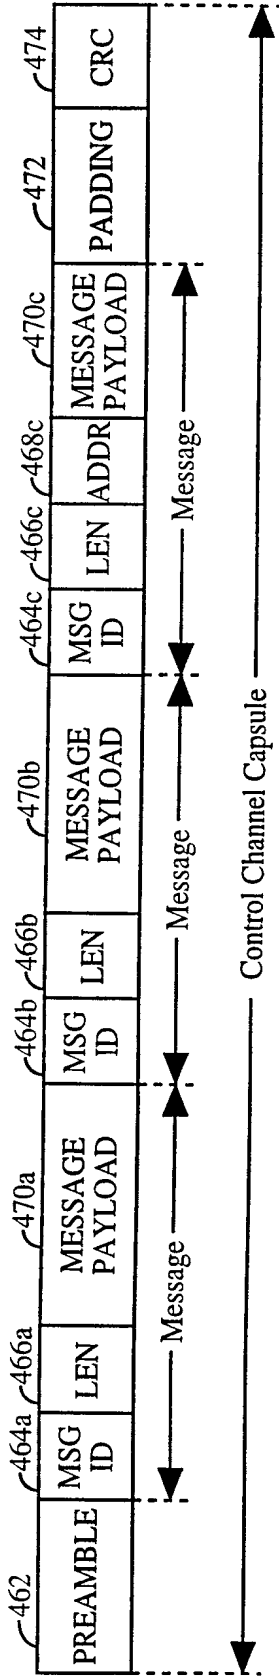 462
464a
466a
470a
464b
466b
470b
464c
466c
468c
470c
472
474
PREAMBLE
MSG
ID
LEN
MESSAGE
PAYLOAD
MSG
ID
LEN
MESSAGE
PAYLOAD
MSG
ID
LEN
ADDR
MESSAGE
PAYLOAD
PADDING
CRC
Message
Message
Message
Control Channel Capsule